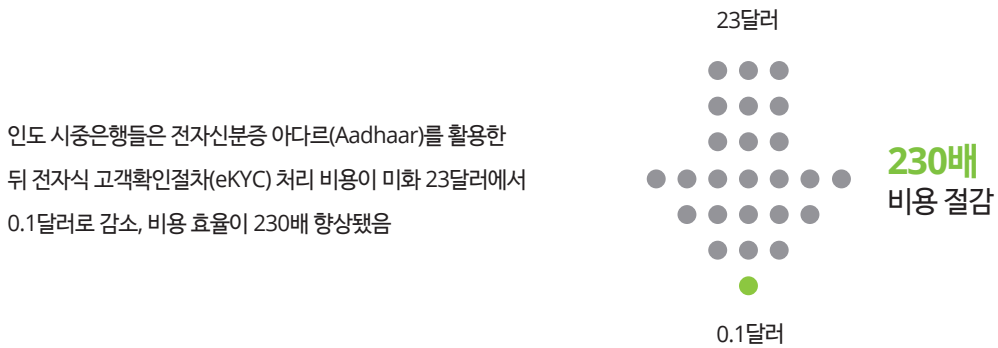 23달러
인도 시중은행들은 전자신분증 아다르(Aadhaar)를 활용한
뒤 전자식 고객확인절차(eKYC) 처리 비용이 미화 23달러에서
0.1달러로 감소, 비용 효율이 230배 향상됐음
230배
비용 절감
0.1달러